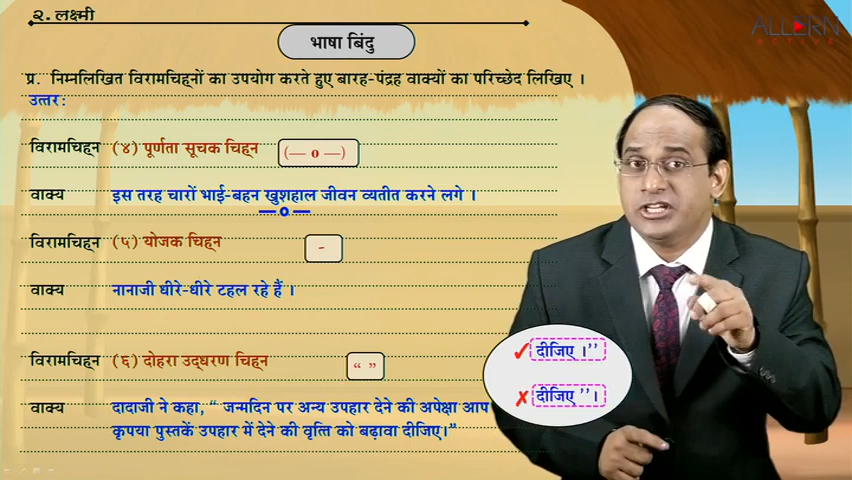 २. लक्ष्मी
भाषा बिंदु
ALLERN
प्र. निम्नलिखित विरामचिह्नों का उपयोग करते हुए बारह-पंद्रह वाक्यों का परिच्छेद लिखिए ।
उत्तर:
विरामचिह्न (४) पूर्णता सूचक चिह्न (— o —)
वाक्य इस तरह चारों भाई-बहन खुशहाल जीवन व्यतीत करने लगे ।
— o —
विरामचिह्न (५) योजक चिह्न -
वाक्य नानाजी धीरे-धीरे टहल रहे हैं ।
विरामचिह्न (६) दोहरा उद्धरण चिह्न “ ”
✓ दीजिए ।’’
✗ दीजिए ’’।
वाक्य दादाजी ने कहा, “ जन्मदिन पर अन्य उपहार देने की अपेक्षा आप
कृपया पुस्तकें उपहार में देने की वृत्ति को बढ़ावा दीजिए।”